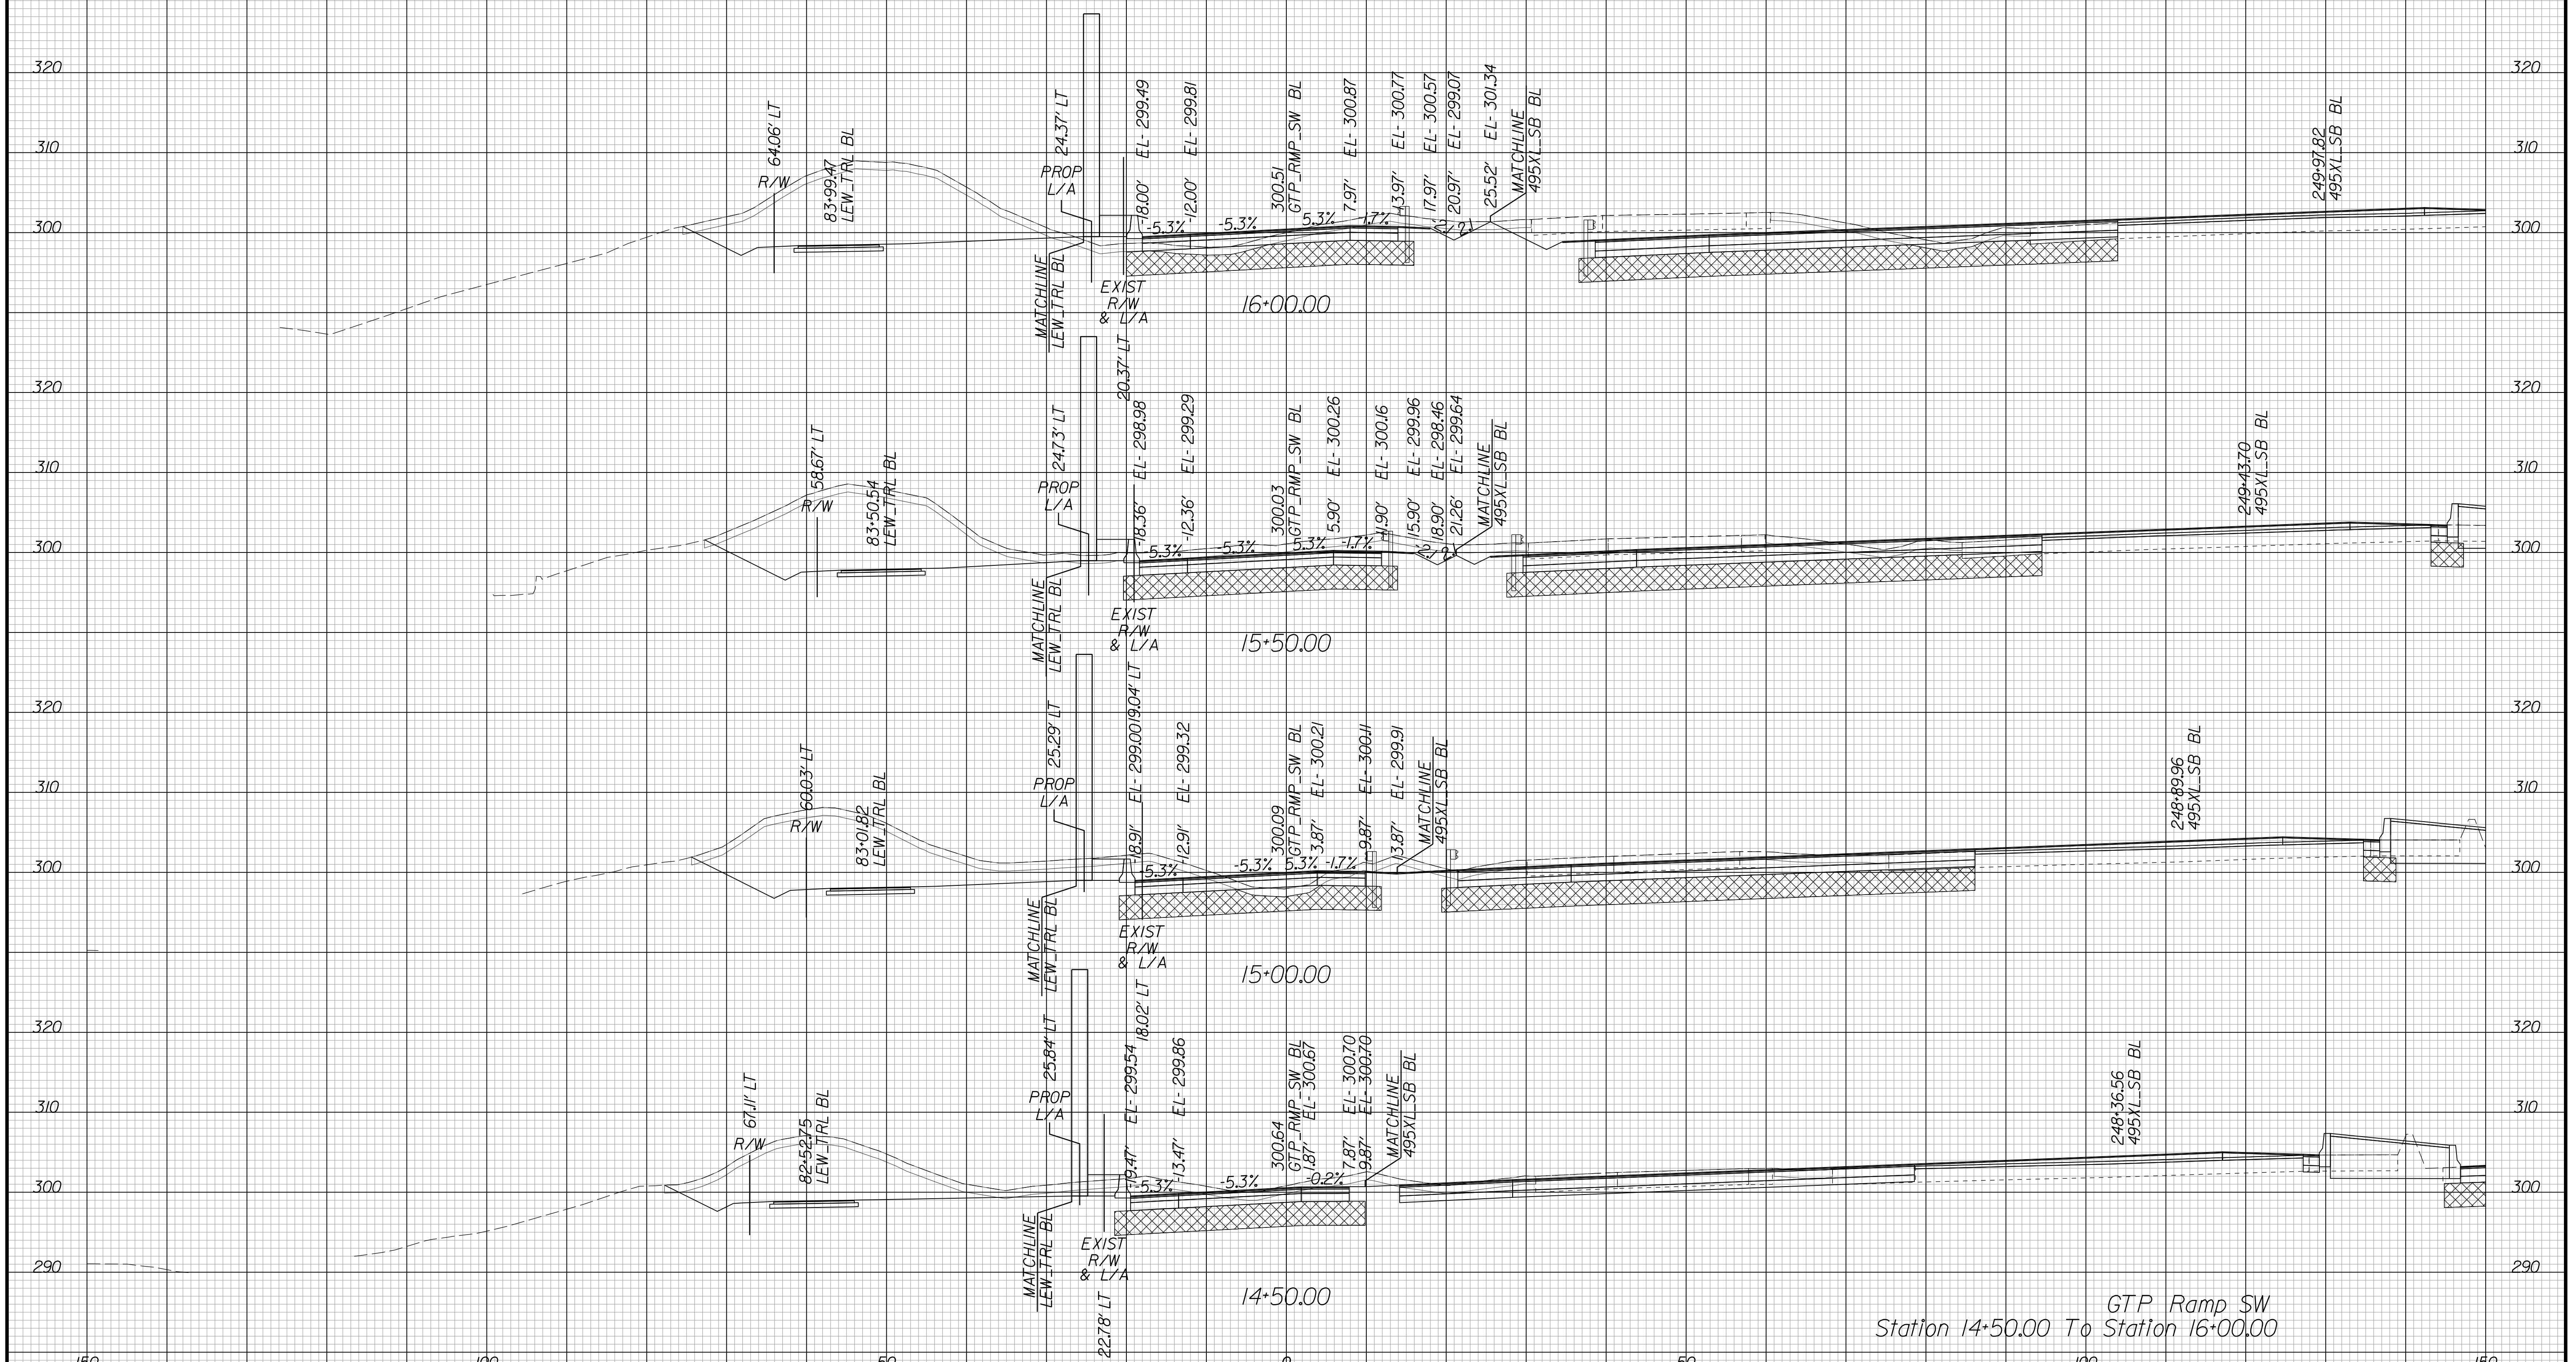 320
320
310
310
300
300
64.06' LT
R/W
83+99.47
LEW_TRL BL
24.37' LT
PROP
L/A
-18.00' EL- 299.49
-12.00' EL- 299.81
300.51
GTP_RMP_SW BL
7.97' EL- 300.87
13.97' EL- 300.77
17.97' EL- 300.57
20.97' EL- 299.07
25.52' EL- 301.34
MATCHLINE
495XL_SB BL
249+97.82
495XL_SB BL
-5.3%
-5.3%
5.3%
-1.7%
MATCHLINE
LEW_TRL BL
EXIST
R/W
& L/A
20.37' LT
16+00.00
320
320
310
310
300
300
58.67' LT
R/W
83+50.54
LEW_TRL BL
24.73' LT
PROP
L/A
-18.36' EL- 298.98
-12.36' EL- 299.29
300.03
GTP_RMP_SW BL
5.90' EL- 300.26
11.90' EL- 300.16
15.90' EL- 299.96
18.90' EL- 298.46
21.26' EL- 299.64
MATCHLINE
495XL_SB BL
249+43.70
495XL_SB BL
-5.3%
-5.3%
5.3%
-1.7%
MATCHLINE
LEW_TRL BL
EXIST
R/W
& L/A
19.04' LT
15+50.00
320
320
310
310
300
300
60.03' LT
R/W
83+01.82
LEW_TRL BL
25.29' LT
PROP
L/A
-18.91' EL- 299.00
-12.91' EL- 299.32
300.09
GTP_RMP_SW BL
3.87' EL- 300.21
9.87' EL- 300.11
13.87' EL- 299.91
MATCHLINE
495XL_SB BL
248+89.96
495XL_SB BL
-5.3%
-5.3%
5.3%
-1.7%
MATCHLINE
LEW_TRL BL
EXIST
R/W
& L/A
18.02' LT
15+00.00
320
320
310
310
300
300
290
290
67.11' LT
R/W
82+52.75
LEW_TRL BL
25.84' LT
PROP
L/A
-19.47' EL- 299.54
-13.47' EL- 299.86
300.64
GTP_RMP_SW BL
1.87' EL- 300.67
7.87' EL- 300.70
9.87' EL- 300.70
MATCHLINE
495XL_SB BL
248+36.56
495XL_SB BL
-5.3%
-5.3%
-0.2%
MATCHLINE
LEW_TRL BL
EXIST
R/W
& L/A
22.78' LT
14+50.00
GTP Ramp SW
Station 14+50.00 To Station 16+00.00